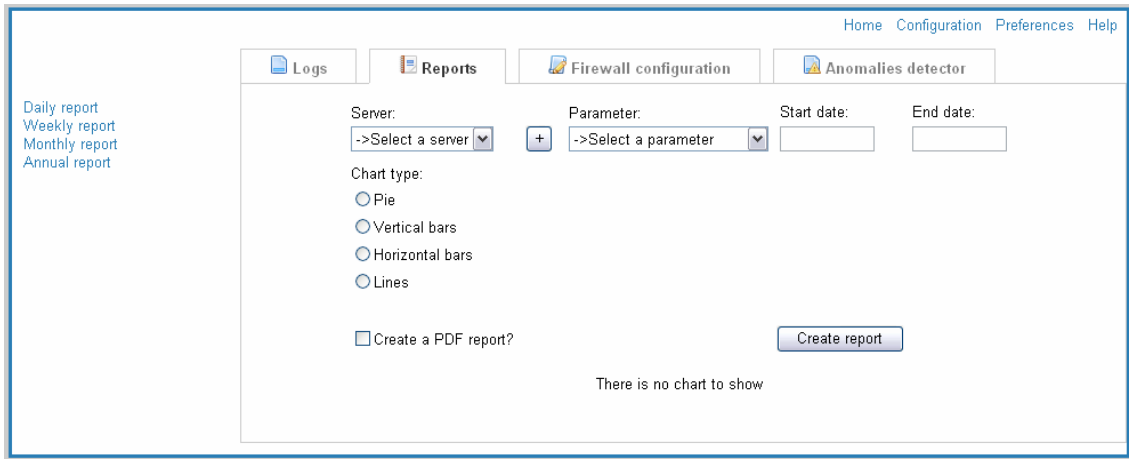 Home Configuration Preferences Help
Logs Reports Firewall configuration Anomalies detector
Daily report
Weekly report
Monthly report
Annual report
Server: Parameter: Start date: End date:
->Select a server + ->Select a parameter
Chart type:
Pie
Vertical bars
Horizontal bars
Lines
Create a PDF report? Create report
There is no chart to show